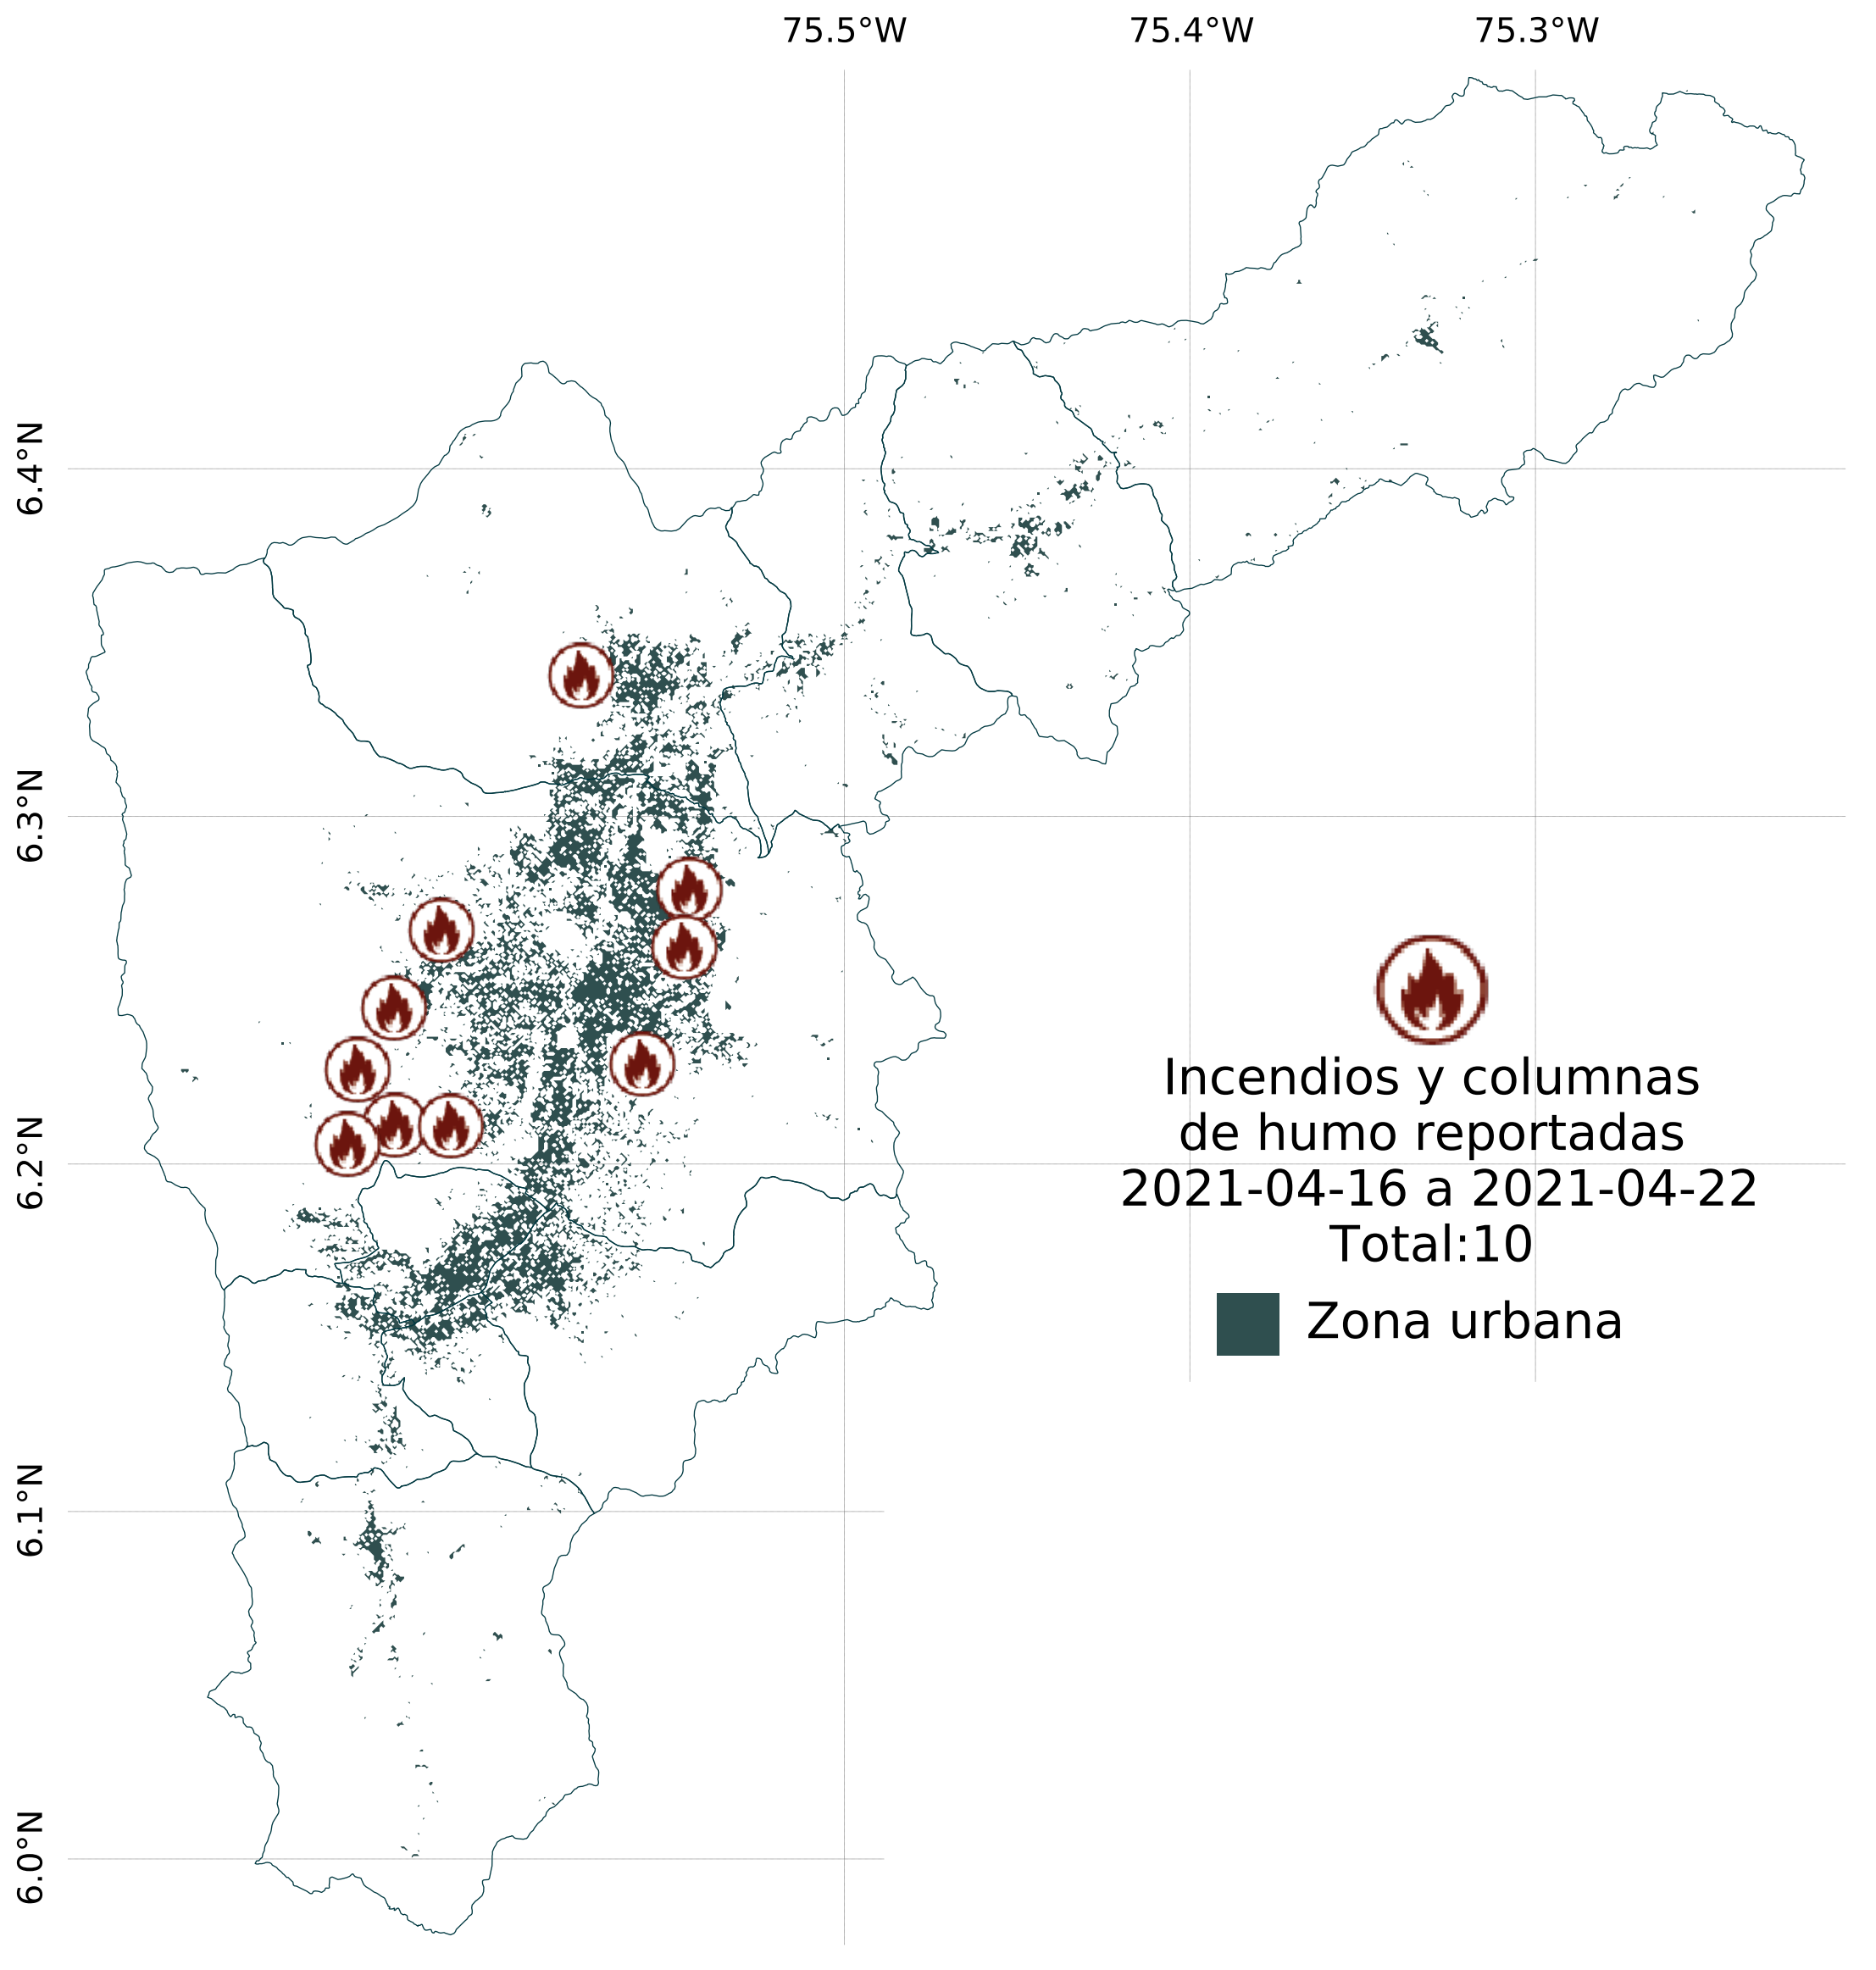 75.5°W 75.4°W 75.3°W
6.4°N
6.3°N
6.2°N
6.1°N
6.0°N
Incendios y columnas
de humo reportadas
2021-04-16 a 2021-04-22
Total:10
Zona urbana